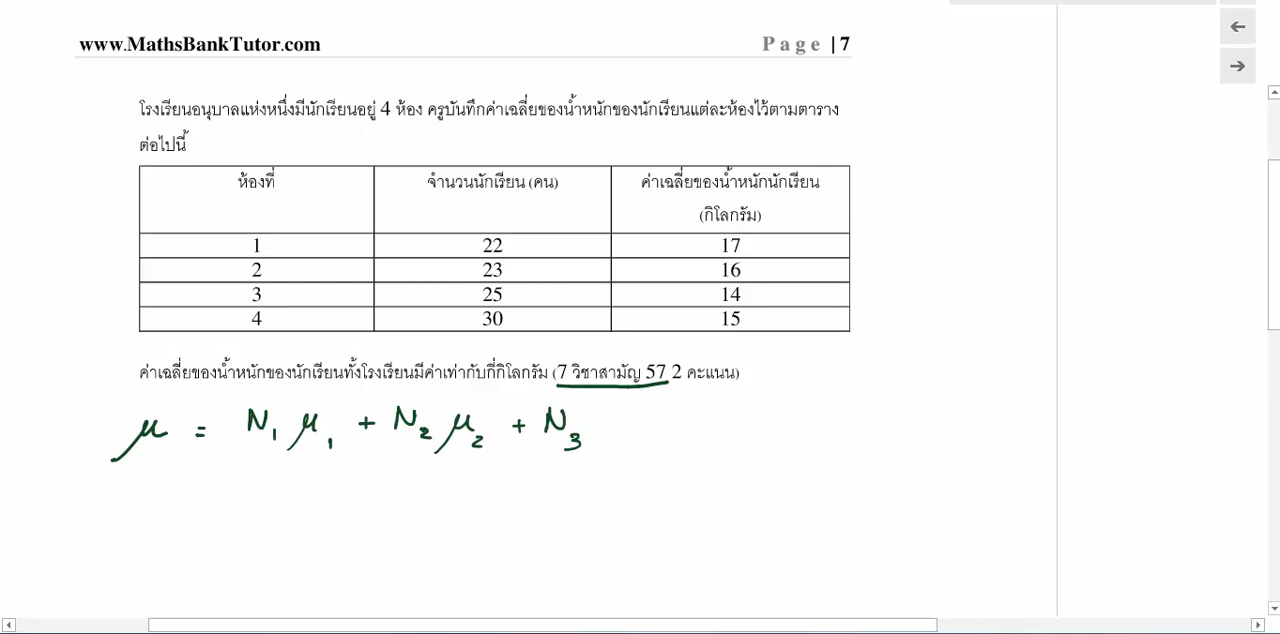 www.MathsBankTutor.com Page |7
โรงเรียนอนุบาลแห่งหนึ่งมีนักเรียนอยู่ 4 ห้อง ครูบันทึกค่าเฉลี่ยของน้ำหนักของนักเรียนแต่ละห้องไว้ตามตาราง
ต่อไปนี้
ห้องที่ จำนวนนักเรียน (คน) ค่าเฉลี่ยของน้ำหนักนักเรียน
(กิโลกรัม)
1 22 17
2 23 16
3 25 14
4 30 15
ค่าเฉลี่ยของน้ำหนักของนักเรียนทั้งโรงเรียนมีค่าเท่ากับกี่กิโลกรัม (7 วิชาสามัญ 57 2 คะแนน)
μ = N₁ μ₁ + N₂ μ₂ + N₃